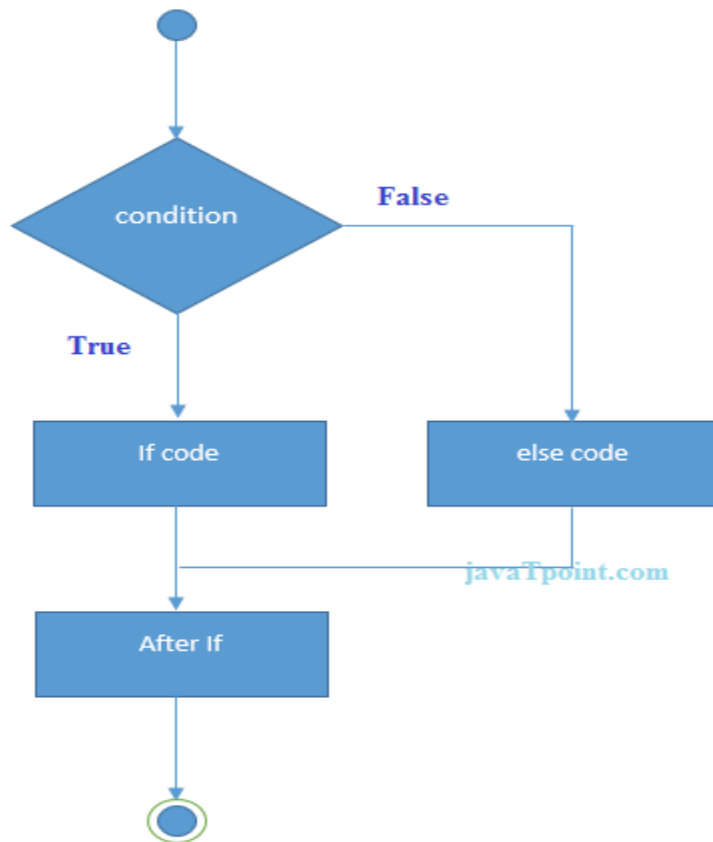 condition
False
True
If code
else code
javaTpoint.com
After If